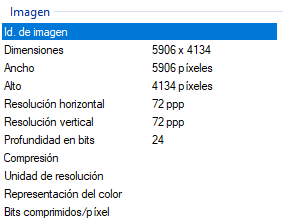 Imagen
Id. de imagen
Dimensiones 5906 x 4134
Ancho 5906 píxeles
Alto 4134 píxeles
Resolución horizontal 72 ppp
Resolución vertical 72 ppp
Profundidad en bits 24
Compresión
Unidad de resolución
Representación del color
Bits comprimidos/píxel